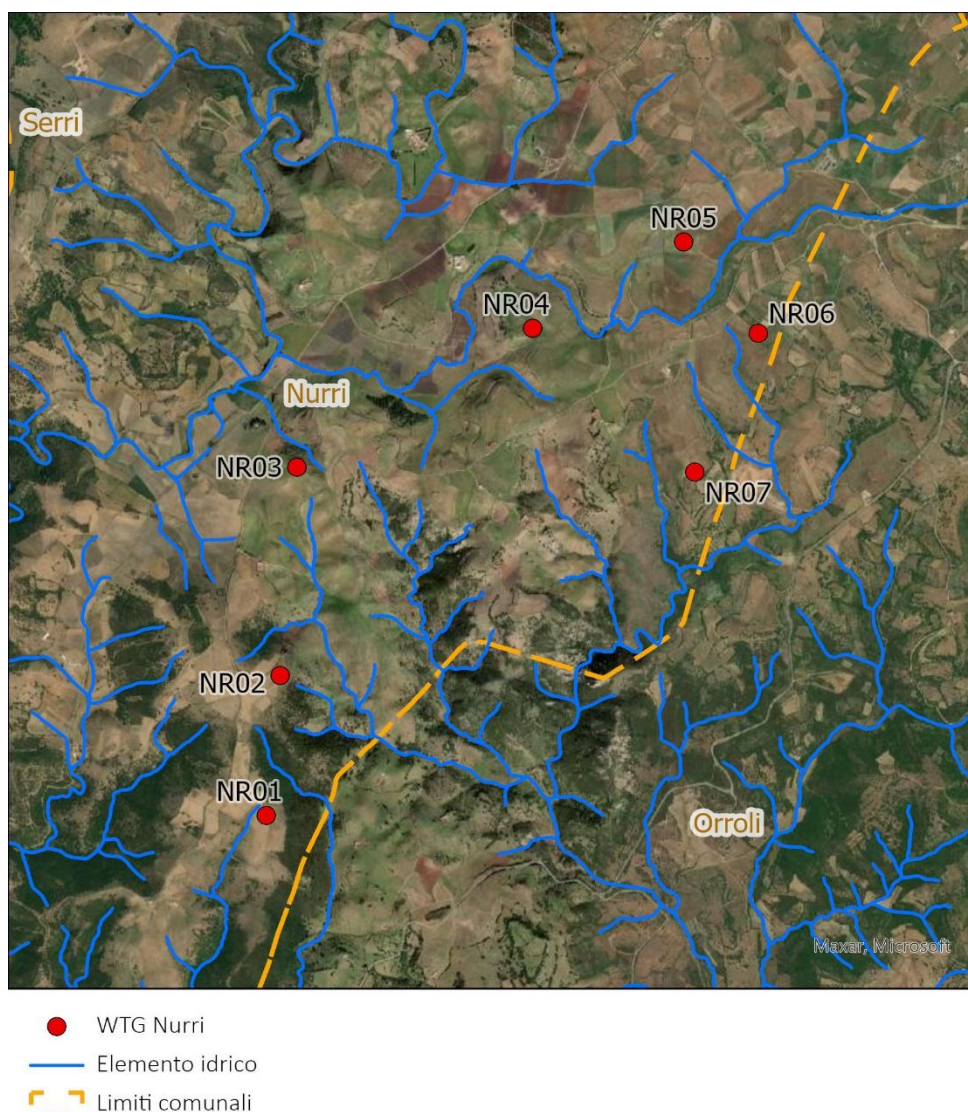 Serri
NR05
NR04
NR06
Nurri
NR03
NR07
NR02
NR01
Orroli
Maxar, Microsoft
WTG Nurri
Elemento idrico
Limiti comunali